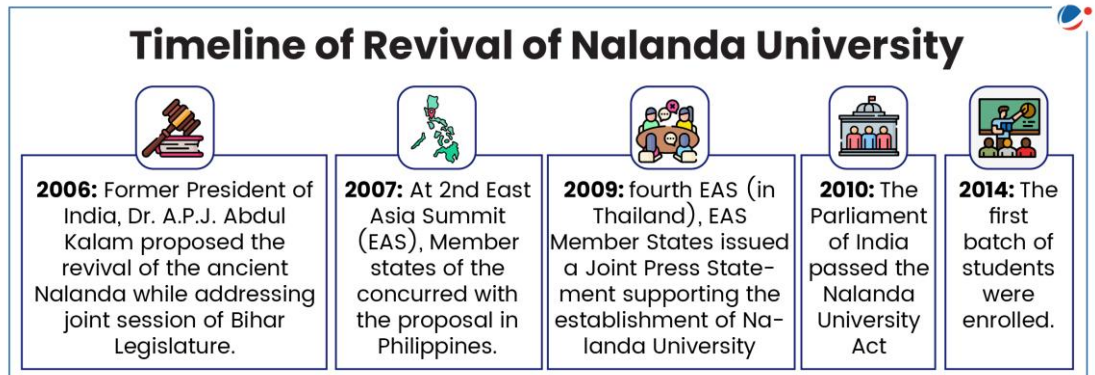 Timeline of Revival of Nalanda University
2006: Former President of
India, Dr. A.P.J. Abdul
Kalam proposed the
revival of the ancient
Nalanda while addressing
joint session of Bihar
Legislature.
2007: At 2nd East
Asia Summit
(EAS), Member
states of the
concurred with
the proposal in
Philippines.
2009: fourth EAS (in
Thailand), EAS
Member States issued
a Joint Press State-
ment supporting the
establishment of Na-
landa University
2010: The
Parliament
of India
passed the
Nalanda
University
Act
2014: The
first
batch of
students
were
enrolled.